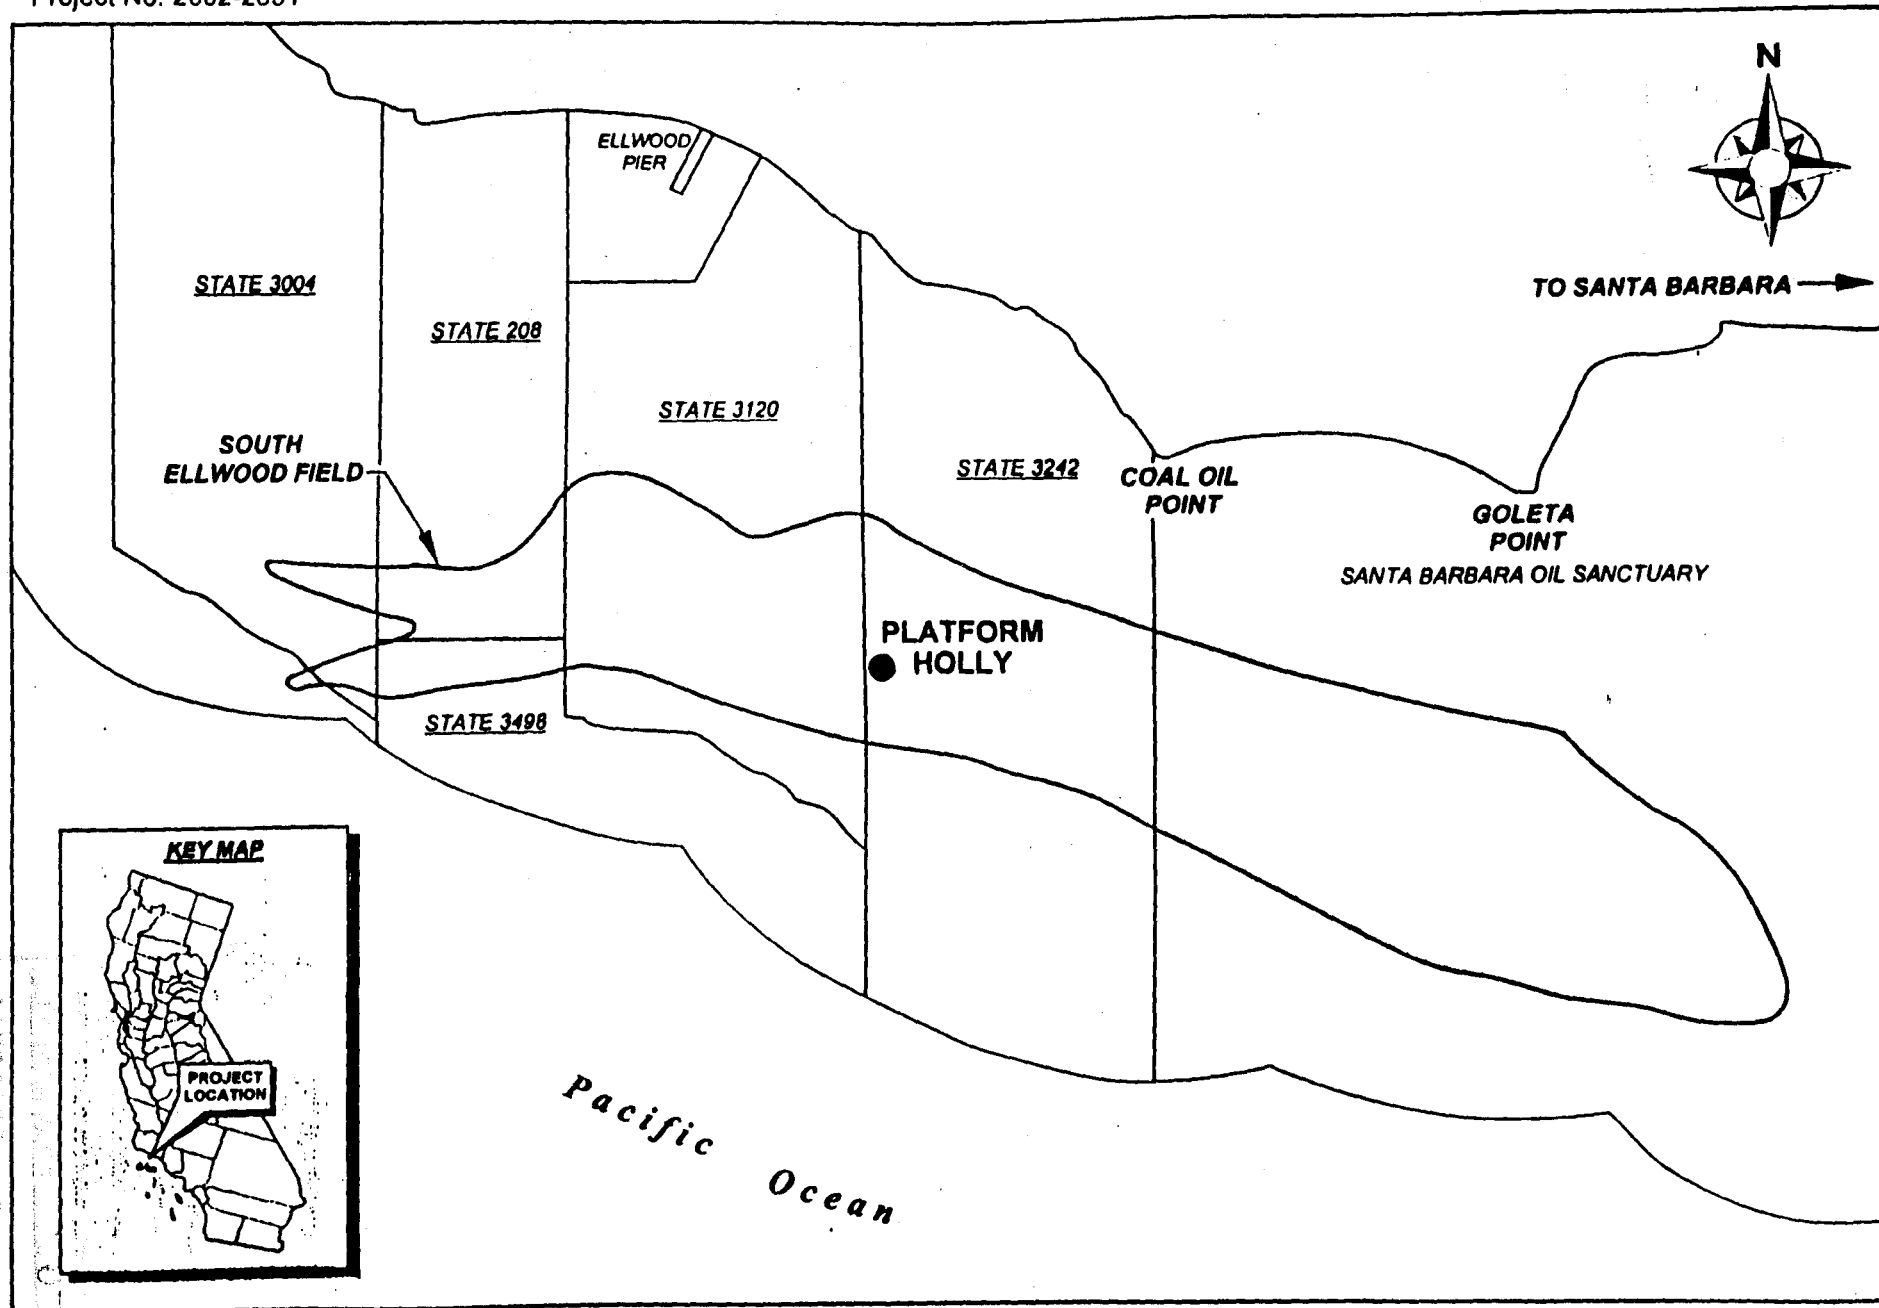 N
ELLWOOD
PIER
STATE 3004
TO SANTA BARBARA
STATE 208
STATE 3120
SOUTH
ELLWOOD FIELD
STATE 3242
COAL OIL
POINT
GOLETA
POINT
SANTA BARBARA OIL SANCTUARY
PLATFORM
HOLLY
STATE 3498
KEY MAP
PROJECT
LOCATION
Pacific
Ocean